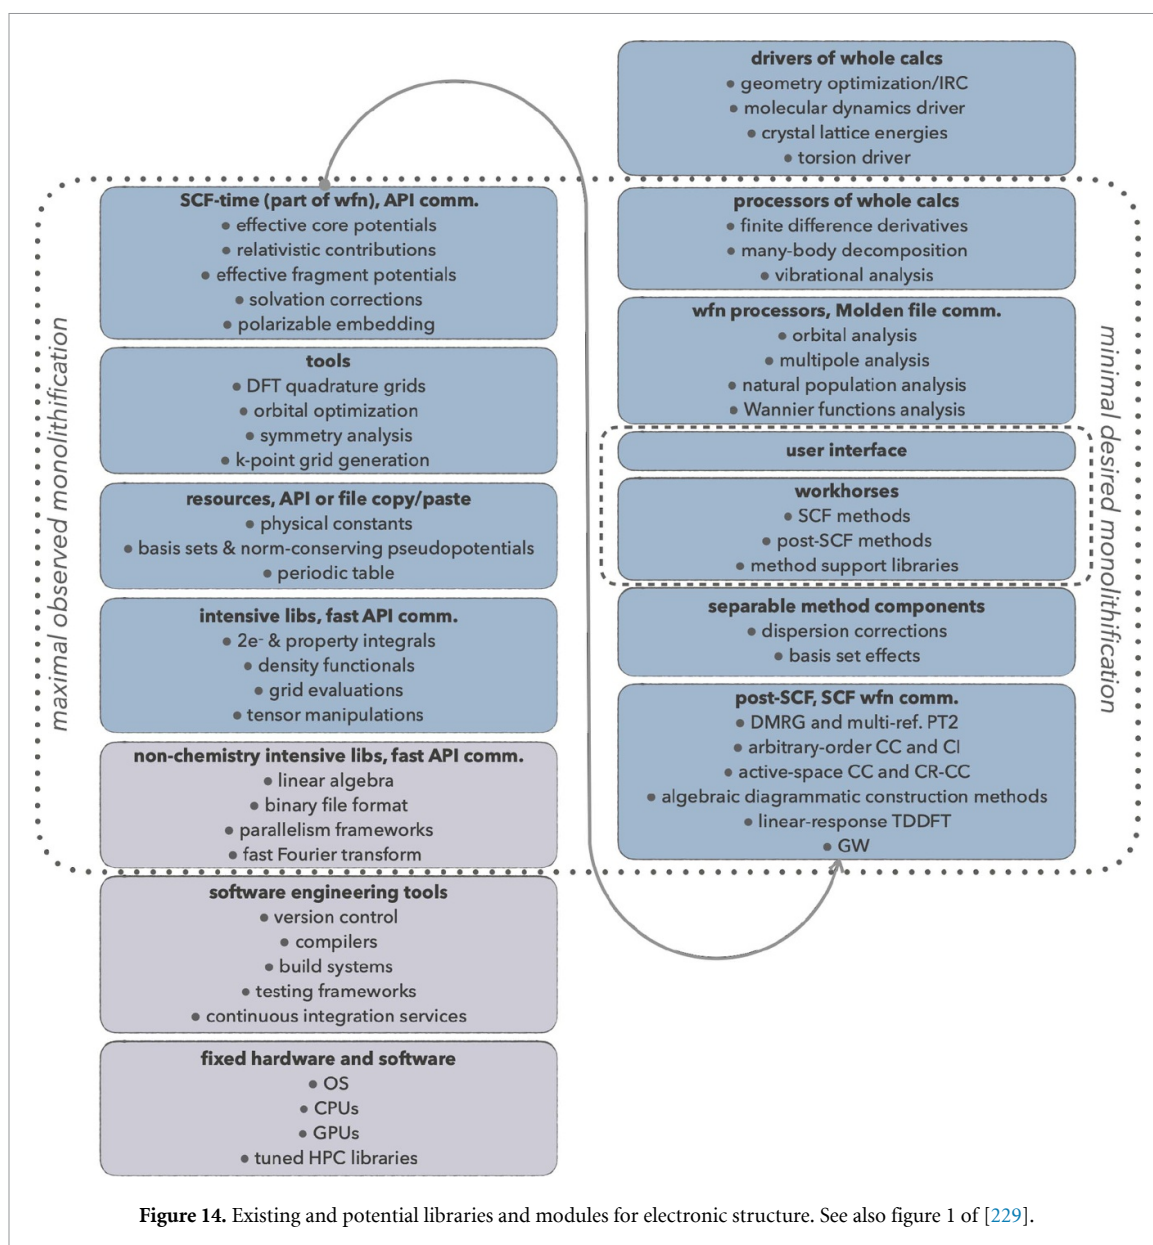 drivers of whole calcs
● geometry optimization/IRC
● molecular dynamics driver
● crystal lattice energies
● torsion driver
SCF-time (part of wfn), API comm.
● effective core potentials
● relativistic contributions
● effective fragment potentials
● solvation corrections
● polarizable embedding
tools
● DFT quadrature grids
● orbital optimization
● symmetry analysis
● k-point grid generation
resources, API or file copy/paste
● physical constants
● basis sets & norm-conserving pseudopotentials
● periodic table
intensive libs, fast API comm.
● 2e⁻ & property integrals
● density functionals
● grid evaluations
● tensor manipulations
non-chemistry intensive libs, fast API comm.
● linear algebra
● binary file format
● parallelism frameworks
● fast Fourier transform
software engineering tools
● version control
● compilers
● build systems
● testing frameworks
● continuous integration services
fixed hardware and software
● OS
● CPUs
● GPUs
● tuned HPC libraries
maximal observed monolithification
processors of whole calcs
● finite difference derivatives
● many-body decomposition
● vibrational analysis
wfn processors, Molden file comm.
● orbital analysis
● multipole analysis
● natural population analysis
● Wannier functions analysis
user interface
workhorses
● SCF methods
● post-SCF methods
● method support libraries
separable method components
● dispersion corrections
● basis set effects
post-SCF, SCF wfn comm.
● DMRG and multi-ref. PT2
● arbitrary-order CC and CI
● active-space CC and CR-CC
● algebraic diagrammatic construction methods
● linear-response TDDFT
● GW
minimal desired monolithification
Figure 14. Existing and potential libraries and modules for electronic structure. See also figure 1 of [229].